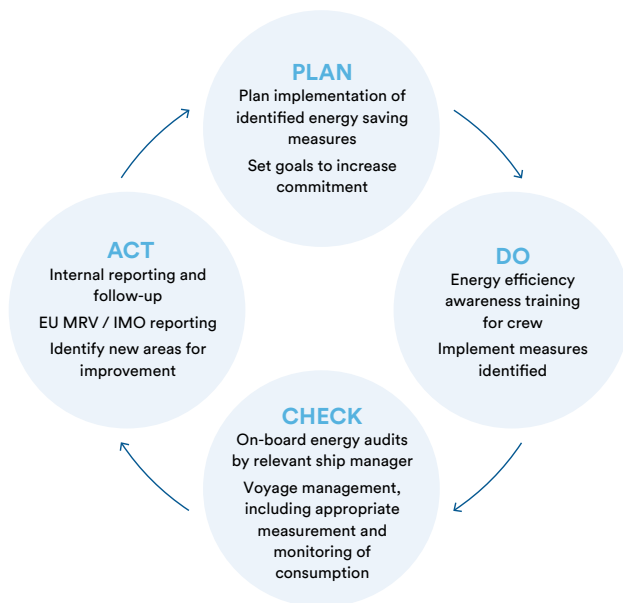 PLAN
Plan implementation of
identified energy saving
measures
Set goals to increase
commitment
DO
Energy efficiency
awareness training
for crew
Implement measures
identified
CHECK
On-board energy audits
by relevant ship manager
Voyage management,
including appropriate
measurement and
monitoring of
consumption
ACT
Internal reporting and
follow-up
EU MRV / IMO reporting
Identify new areas for
improvement